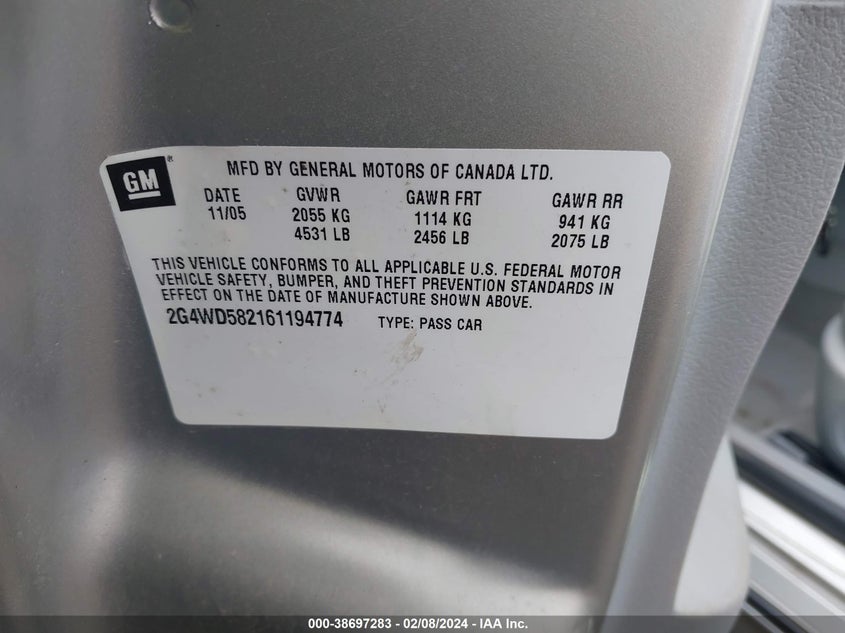 GM ®
MFD BY GENERAL MOTORS OF CANADA LTD.
DATE GVWR GAWR FRT GAWR RR
11/05 2055 KG 1114 KG 941 KG
4531 LB 2456 LB 2075 LB
THIS VEHICLE CONFORMS TO ALL APPLICABLE U.S. FEDERAL MOTOR
VEHICLE SAFETY, BUMPER, AND THEFT PREVENTION STANDARDS IN
EFFECT ON THE DATE OF MANUFACTURE SHOWN ABOVE.
2G4WD582161194774 TYPE: PASS CAR
000-38697283 - 02/08/2024 - IAA Inc.